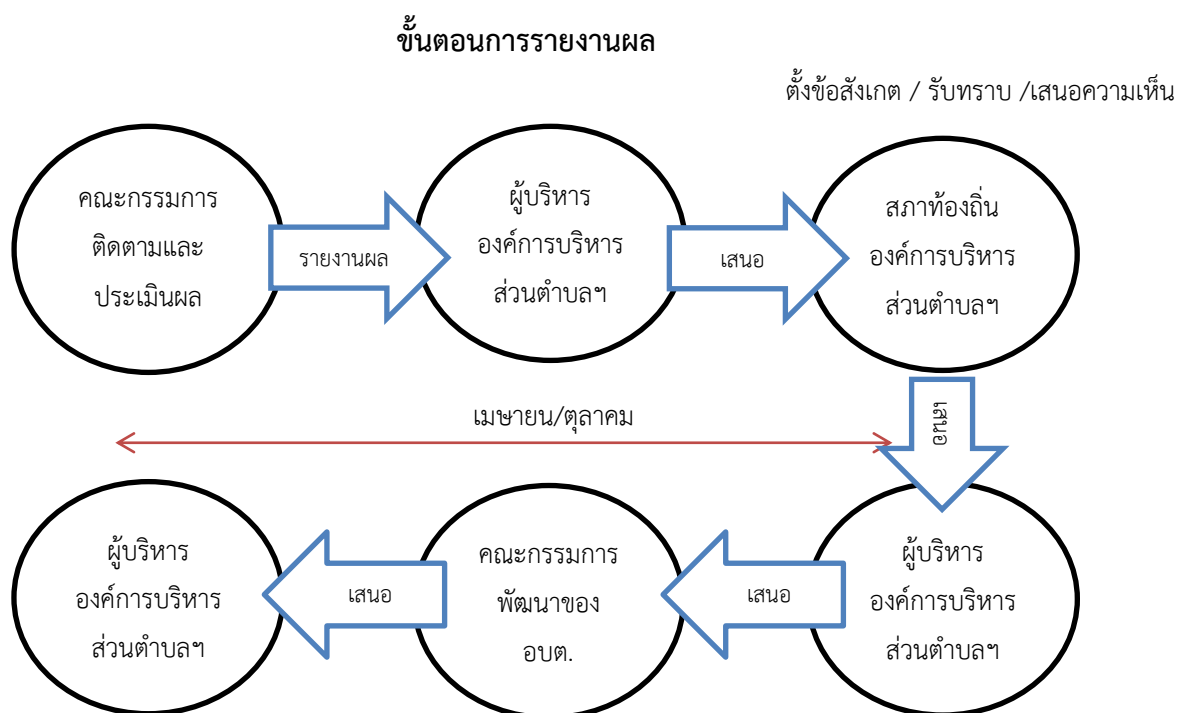 ขั้นตอนการรายงานผล
ตั้งข้อสังเกต / รับทราบ /เสนอความเห็น
คณะกรรมการ
ติดตามและ
ประเมินผล
รายงานผล
ผู้บริหาร
องค์การบริหาร
ส่วนตำบลฯ
เสนอ
สภาท้องถิ่น
องค์การบริหาร
ส่วนตำบลฯ
เสนอ
เมษายน/ตุลาคม
ผู้บริหาร
องค์การบริหาร
ส่วนตำบลฯ
เสนอ
คณะกรรมการ
พัฒนาของ
อบต.
เสนอ
ผู้บริหาร
องค์การบริหาร
ส่วนตำบลฯ